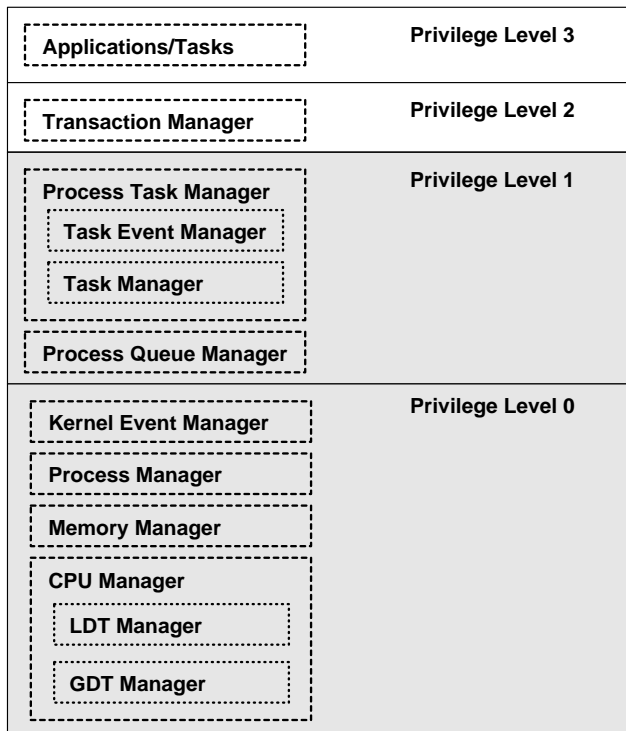 Applications/Tasks
Privilege Level 3
Transaction Manager
Privilege Level 2
Process Task Manager
Privilege Level 1
Task Event Manager
Task Manager
Process Queue Manager
Privilege Level 0
Kernel Event Manager
Process Manager
Memory Manager
CPU Manager
LDT Manager
GDT Manager